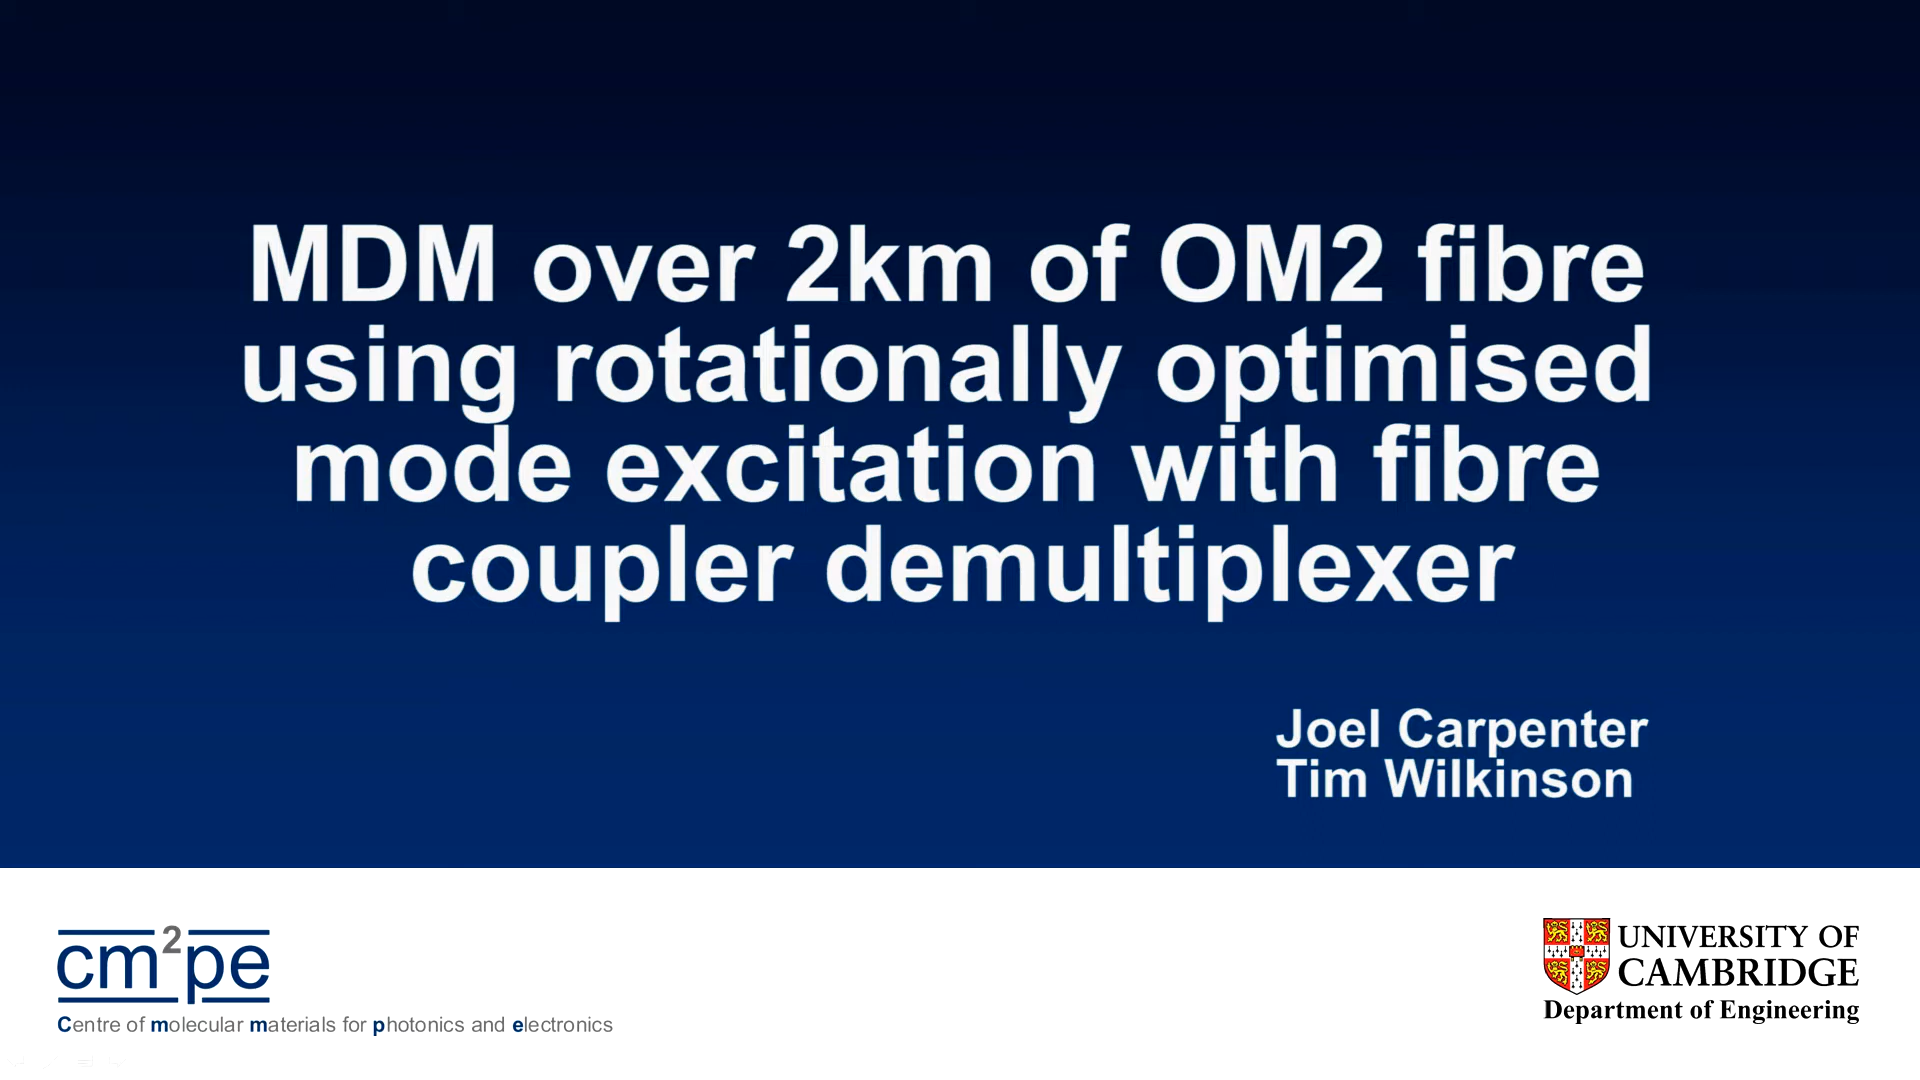 MDM over 2km of OM2 fibre
using rotationally optimised
mode excitation with fibre
coupler demultiplexer
Joel Carpenter
Tim Wilkinson
cm²pe
Centre of molecular materials for photonics and electronics
UNIVERSITY OF
CAMBRIDGE
Department of Engineering